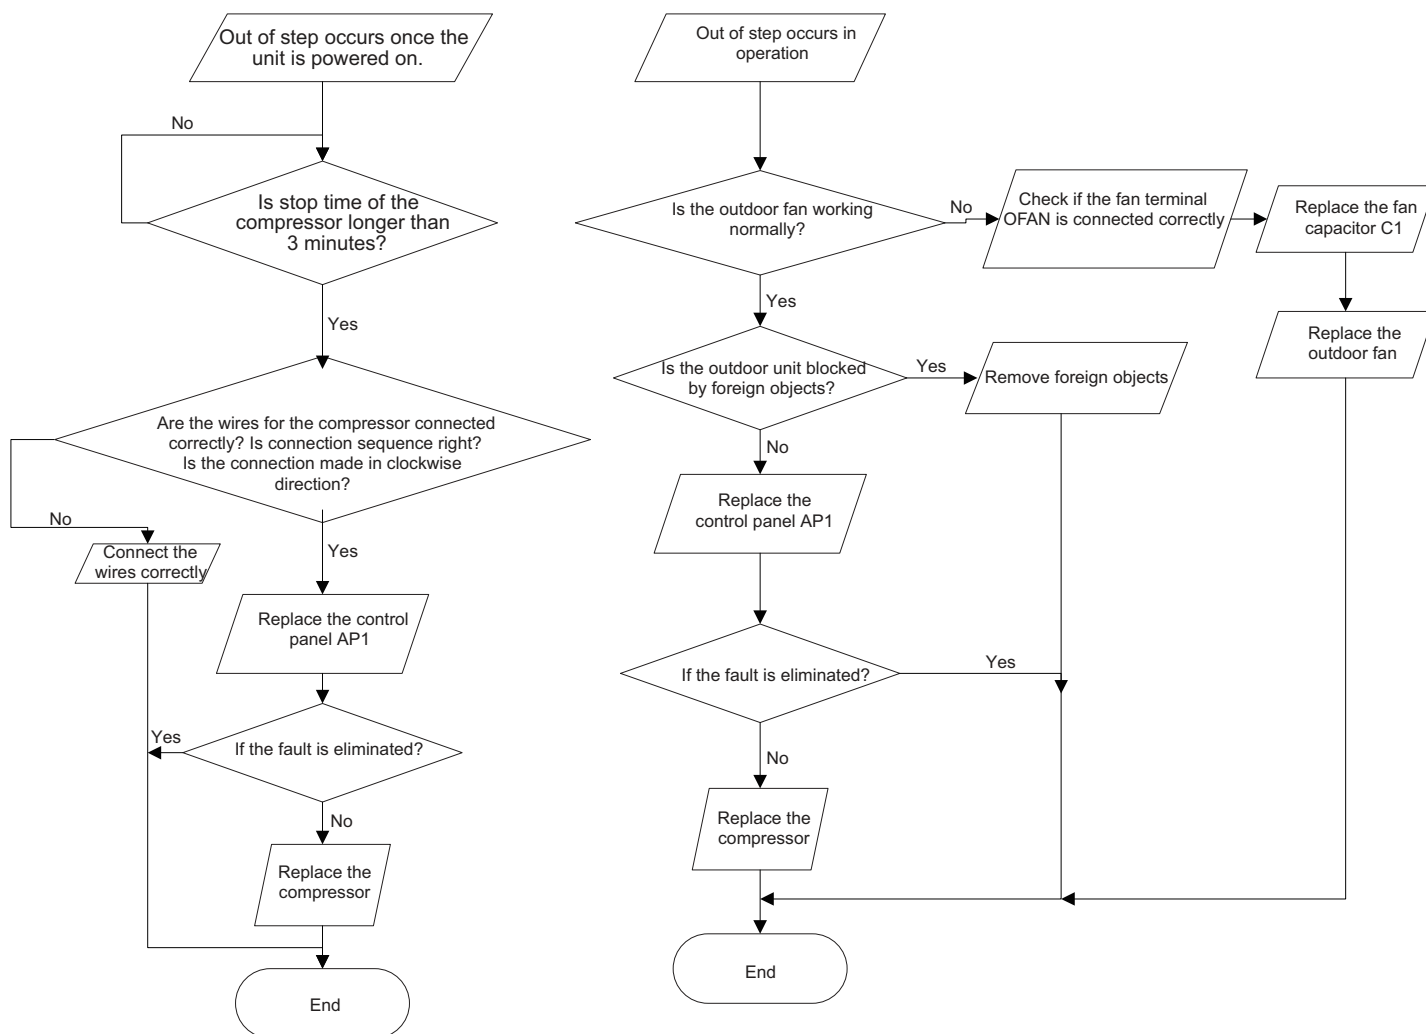 Out of step occurs once the
unit is powered on.
No
Is stop time of the
compressor longer than
3 minutes?
Yes
Are the wires for the compressor connected
correctly? Is connection sequence right?
Is the connection made in clockwise
direction?
No
Connect the
wires correctly
Yes
Replace the control
panel AP1
Yes
If the fault is eliminated?
No
Replace the
compressor
End
Out of step occurs in
operation
Is the outdoor fan working
normally?
No
Check if the fan terminal
OFAN is connected correctly
Replace the fan
capacitor C1
Replace the
outdoor fan
Yes
Is the outdoor unit blocked
by foreign objects?
Yes
Remove foreign objects
No
Replace the
control panel AP1
If the fault is eliminated?
Yes
No
Replace the
compressor
End